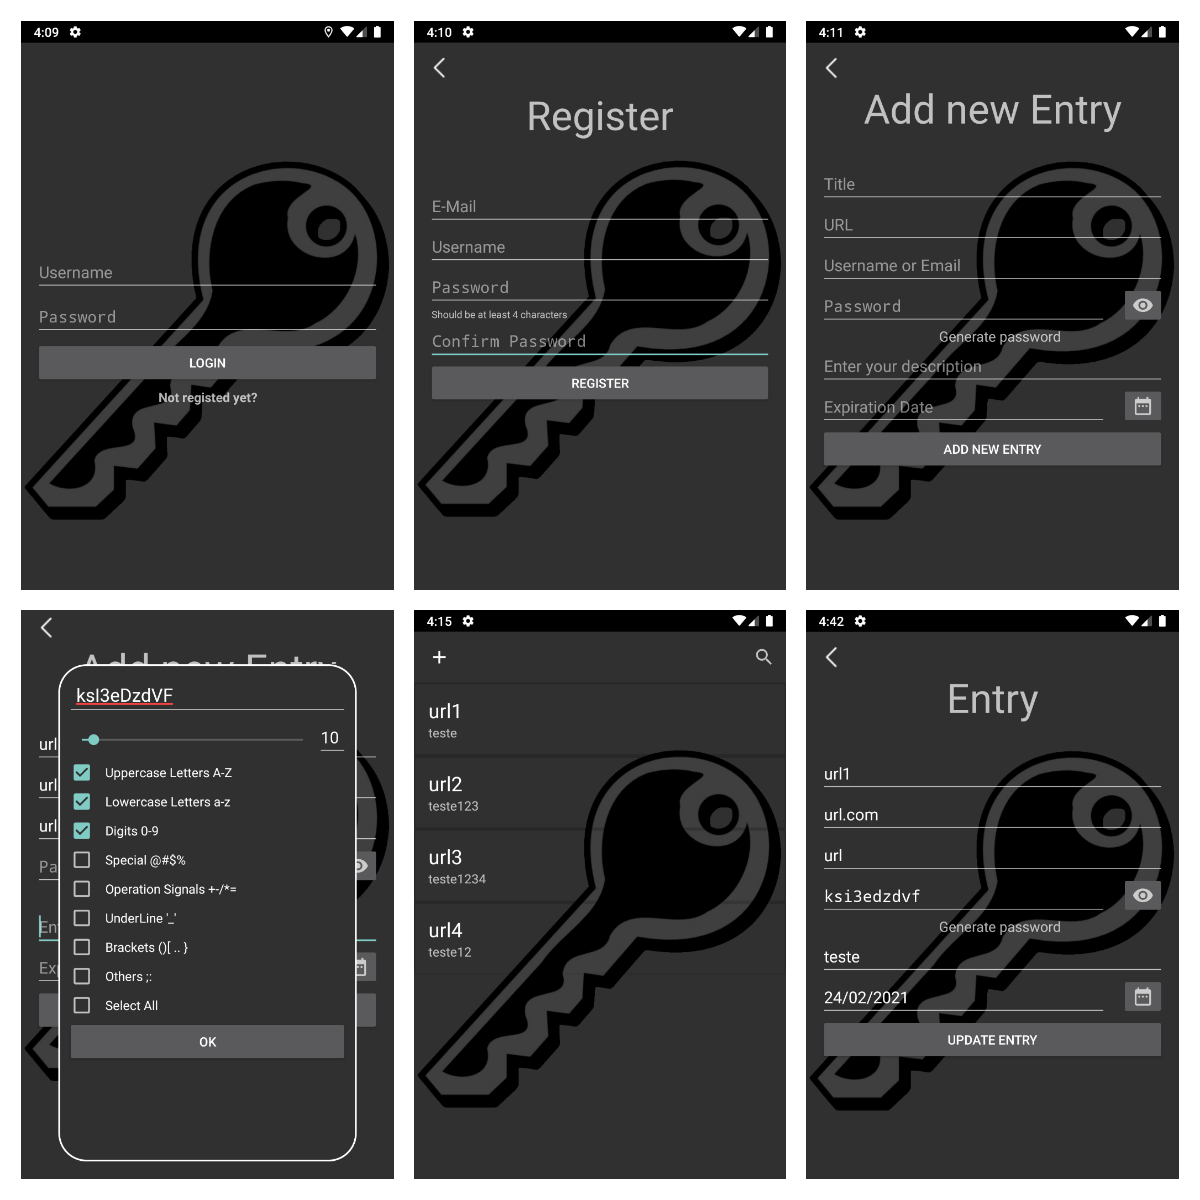 4:09
Username
Password
LOGIN
Not registed yet?
4:10
Register
E-Mail
Username
Password
Should be at least 4 characters
Confirm Password
REGISTER
4:11
Add new Entry
Title
URL
Username or Email
Password
Generate password
Enter your description
Expiration Date
ADD NEW ENTRY
Add new Entry
url
url
url
Pa
En
Ex
ksI3eDzdVF
10
Uppercase Letters A-Z
Lowercase Letters a-z
Digits 0-9
Special @#$%
Operation Signals +-/*=
UnderLine '_'
Brackets ()[ .. }
Others ;:
Select All
OK
4:15
+
url1
teste
url2
teste123
url3
teste1234
url4
teste12
4:42
Entry
url1
url.com
url
ksi3edzdvf
Generate password
teste
24/02/2021
UPDATE ENTRY